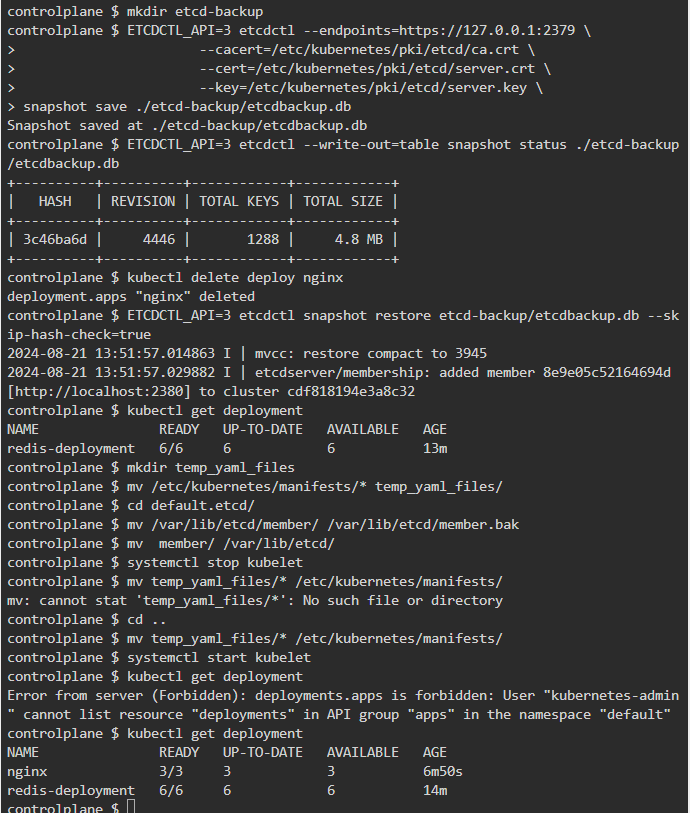 controlplane $ mkdir etcd-backup
controlplane $ ETCDCTL_API=3 etcdctl --endpoints=https://127.0.0.1:2379 \
>                       --cacert=/etc/kubernetes/pki/etcd/ca.crt \
>                       --cert=/etc/kubernetes/pki/etcd/server.crt \
>                       --key=/etc/kubernetes/pki/etcd/server.key \
> snapshot save ./etcd-backup/etcdbackup.db
Snapshot saved at ./etcd-backup/etcdbackup.db
controlplane $ ETCDCTL_API=3 etcdctl --write-out=table snapshot status ./etcd-backup
/etcdbackup.db
+----------+----------+------------+------------+
|   HASH   | REVISION | TOTAL KEYS | TOTAL SIZE |
+----------+----------+------------+------------+
| 3c46ba6d |     4446 |       1288 |     4.8 MB |
+----------+----------+------------+------------+
controlplane $ kubectl delete deploy nginx
deployment.apps "nginx" deleted
controlplane $ ETCDCTL_API=3 etcdctl snapshot restore etcd-backup/etcdbackup.db --sk
ip-hash-check=true
2024-08-21 13:51:57.014863 I | mvcc: restore compact to 3945
2024-08-21 13:51:57.029882 I | etcdserver/membership: added member 8e9e05c52164694d
[http://localhost:2380] to cluster cdf818194e3a8c32
controlplane $ kubectl get deployment
NAME               READY   UP-TO-DATE   AVAILABLE   AGE
redis-deployment   6/6     6            6           13m
controlplane $ mkdir temp_yaml_files
controlplane $ mv /etc/kubernetes/manifests/* temp_yaml_files/
controlplane $ cd default.etcd/
controlplane $ mv /var/lib/etcd/member/ /var/lib/etcd/member.bak
controlplane $ mv  member/ /var/lib/etcd/
controlplane $ systemctl stop kubelet
controlplane $ mv temp_yaml_files/* /etc/kubernetes/manifests/
mv: cannot stat 'temp_yaml_files/*': No such file or directory
controlplane $ cd ..
controlplane $ mv temp_yaml_files/* /etc/kubernetes/manifests/
controlplane $ systemctl start kubelet
controlplane $ kubectl get deployment
Error from server (Forbidden): deployments.apps is forbidden: User "kubernetes-admin
" cannot list resource "deployments" in API group "apps" in the namespace "default"
controlplane $ kubectl get deployment
NAME               READY   UP-TO-DATE   AVAILABLE   AGE
nginx              3/3     3            3           6m50s
redis-deployment   6/6     6            6           14m
controlplane $